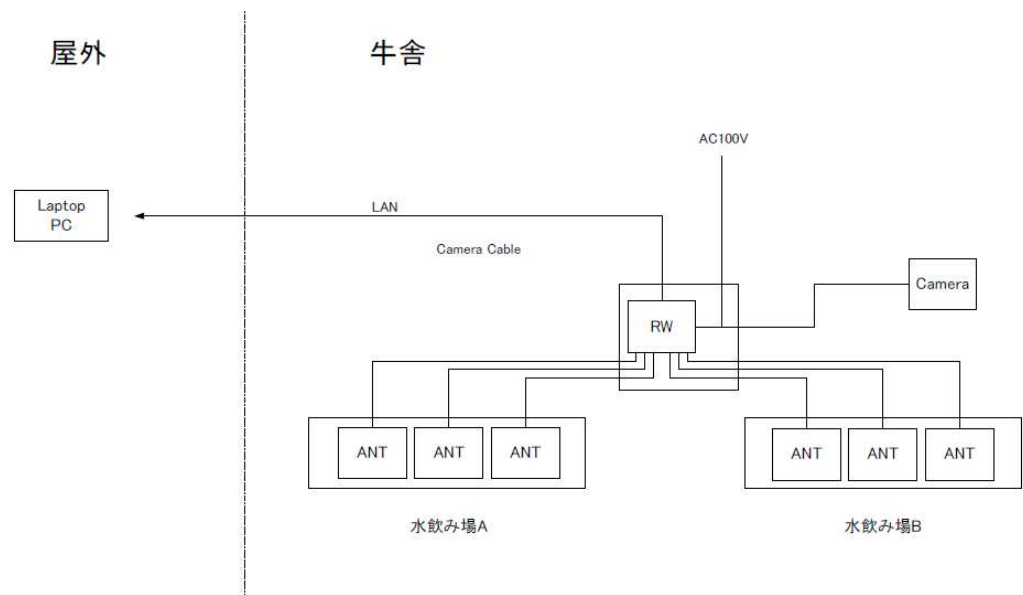 屋外
牛舎
AC100V
Laptop
PC
LAN
Camera Cable
Camera
RW
ANT
ANT
ANT
ANT
ANT
ANT
水飲み場A
水飲み場B